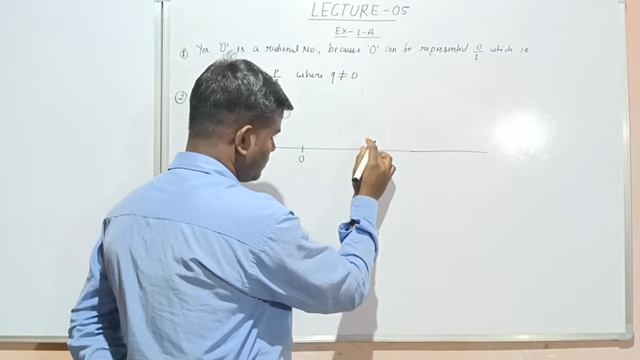 LECTURE-05
EX-1-A
① Yes '0' is a rational No, because '0' can be represented 0/1 which is
P where q ≠ 0
②
0